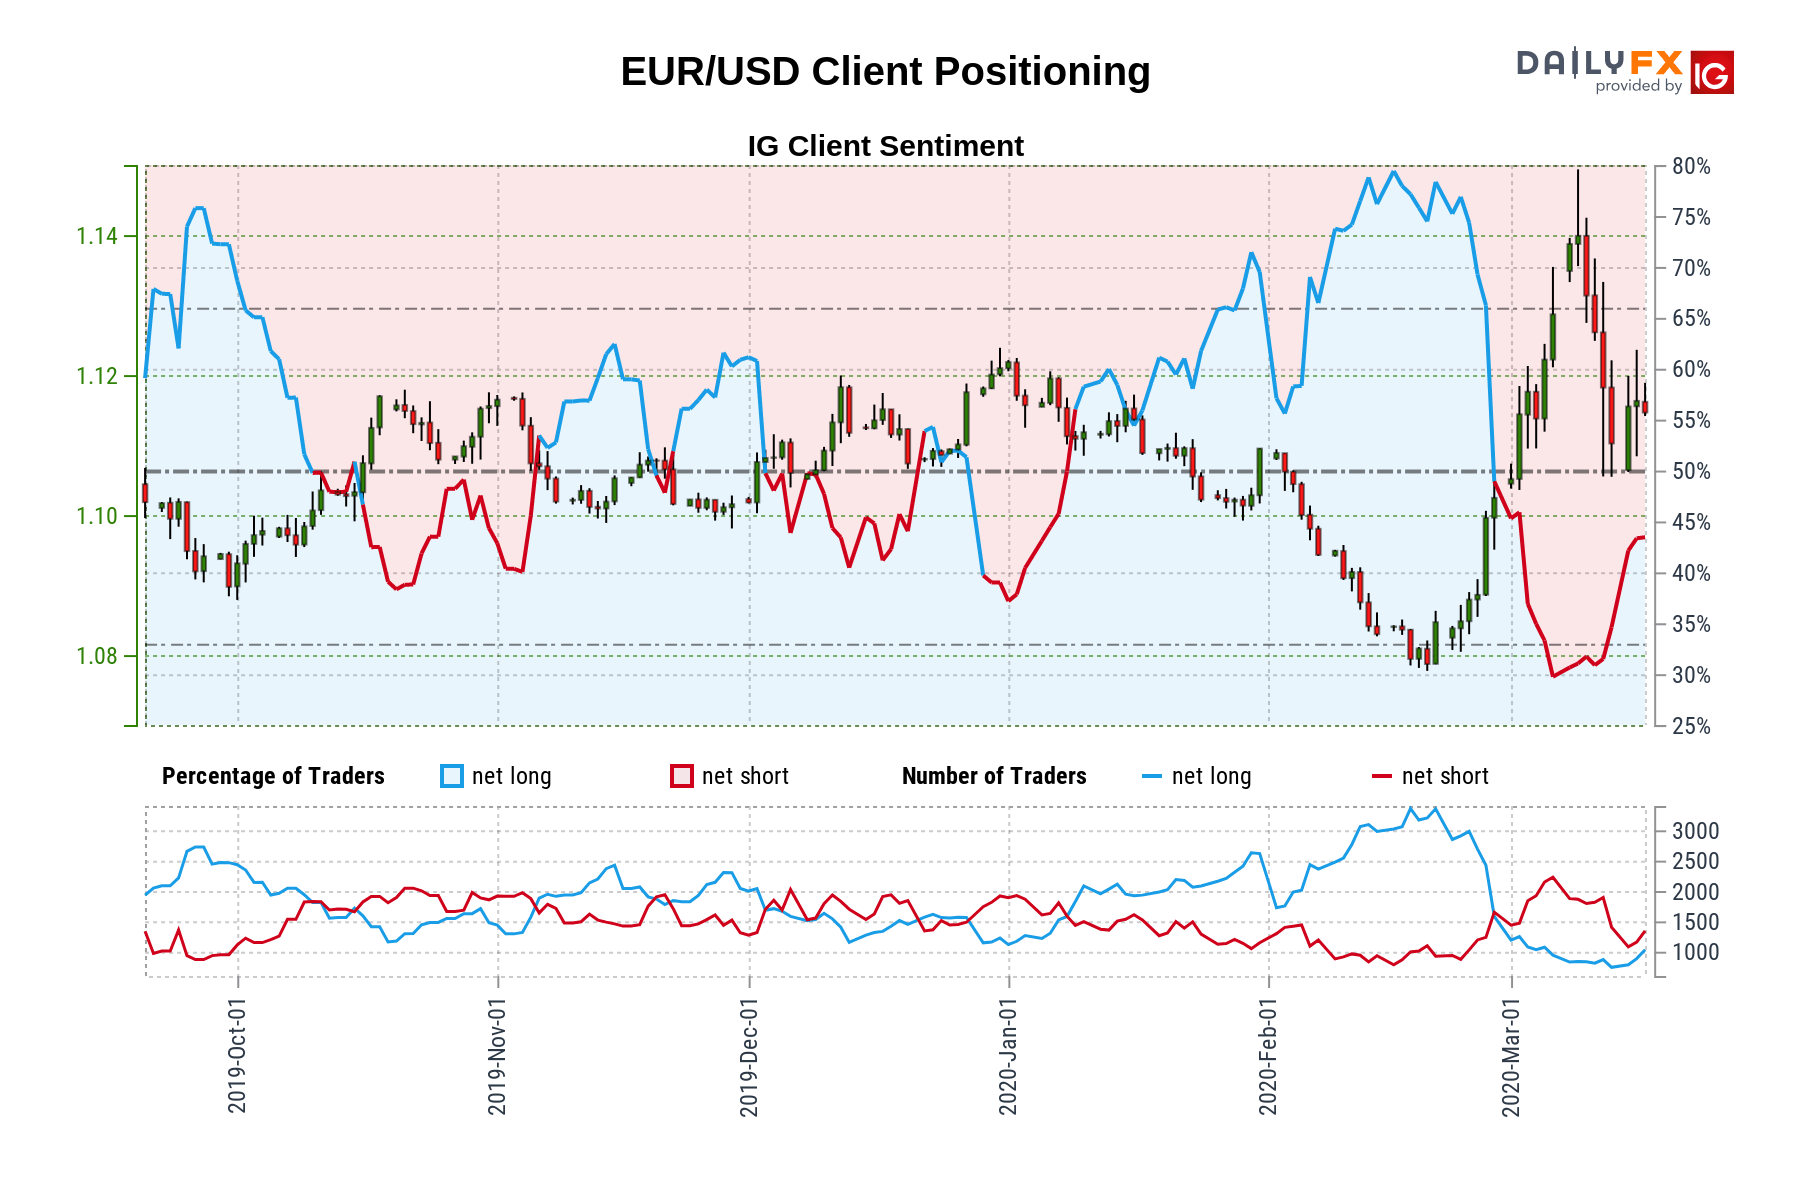 EUR/USD Client Positioning
DAILYFX
provided by IG
IG Client Sentiment
1.14
1.12
1.10
1.08
80%
75%
70%
65%
60%
55%
50%
45%
40%
35%
30%
25%
Percentage of Traders net long net short Number of Traders net long net short
3000
2500
2000
1500
1000
2019-Oct-01
2019-Nov-01
2019-Dec-01
2020-Jan-01
2020-Feb-01
2020-Mar-01